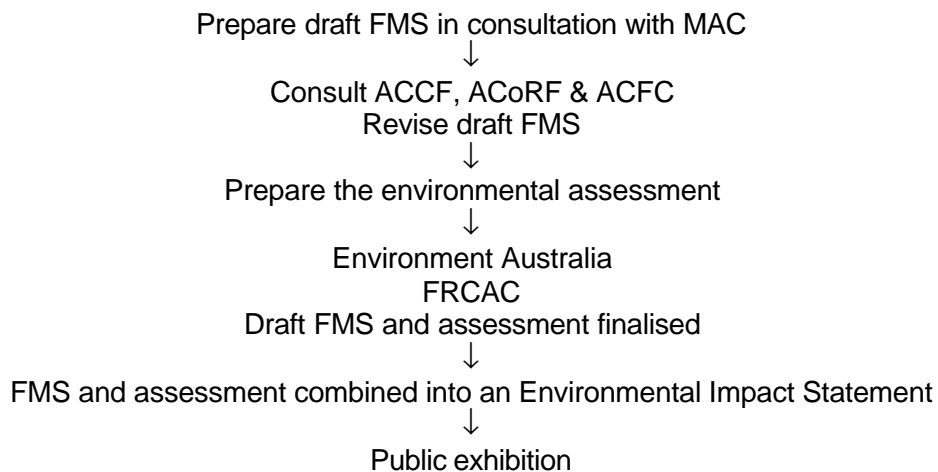 Prepare draft FMS in consultation with MAC
↓
Consult ACCF, ACoRF & ACFC
Revise draft FMS
↓
Prepare the environmental assessment
↓
Environment Australia
FRCAC
Draft FMS and assessment finalised
↓
FMS and assessment combined into an Environmental Impact Statement
↓
Public exhibition